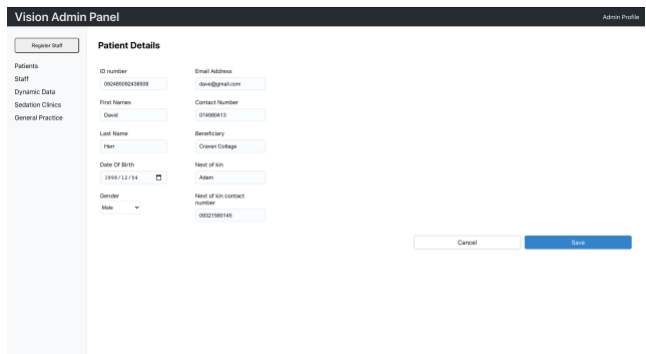 Vision Admin Panel
Admin Profile
Register Staff
Patients
Staff
Dynamic Data
Sedation Clinics
General Practice
Patient Details
ID number
Email Address
092485092438509
dave@gmail.com
First Names
Contact Number
David
014580413
Last Name
Beneficiary
Herr
Craven Cottage
Date Of Birth
Next of kin
1998/12/04
Adam
Gender
Next of kin contact
number
Male
09321580145
Cancel
Save